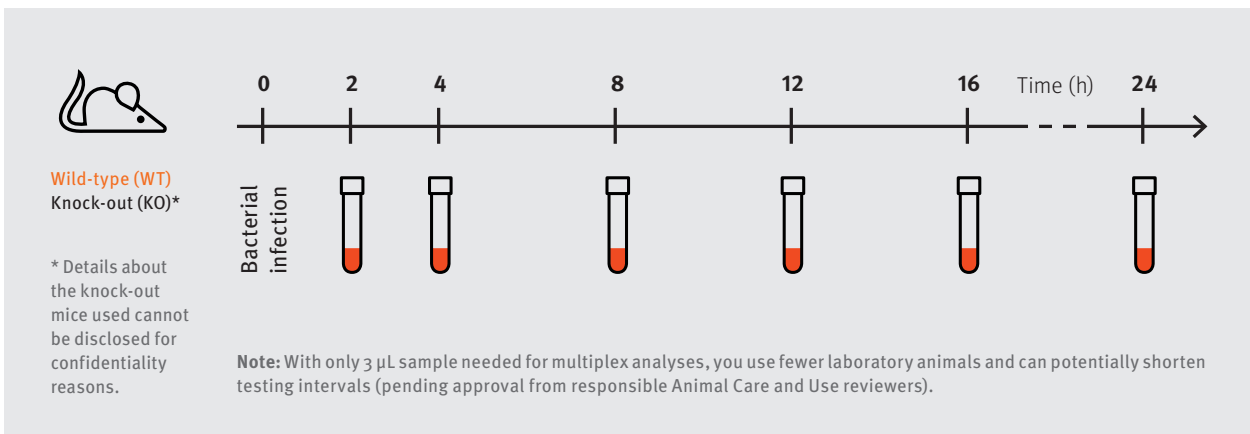 0 2 4 8 12 16 Time (h) 24
Wild-type (WT)
Knock-out (KO)*
* Details about
the knock-out
mice used cannot
be disclosed for
confidentiality
reasons.
Bacterial
infection
Note: With only 3 µL sample needed for multiplex analyses, you use fewer laboratory animals and can potentially shorten
testing intervals (pending approval from responsible Animal Care and Use reviewers).